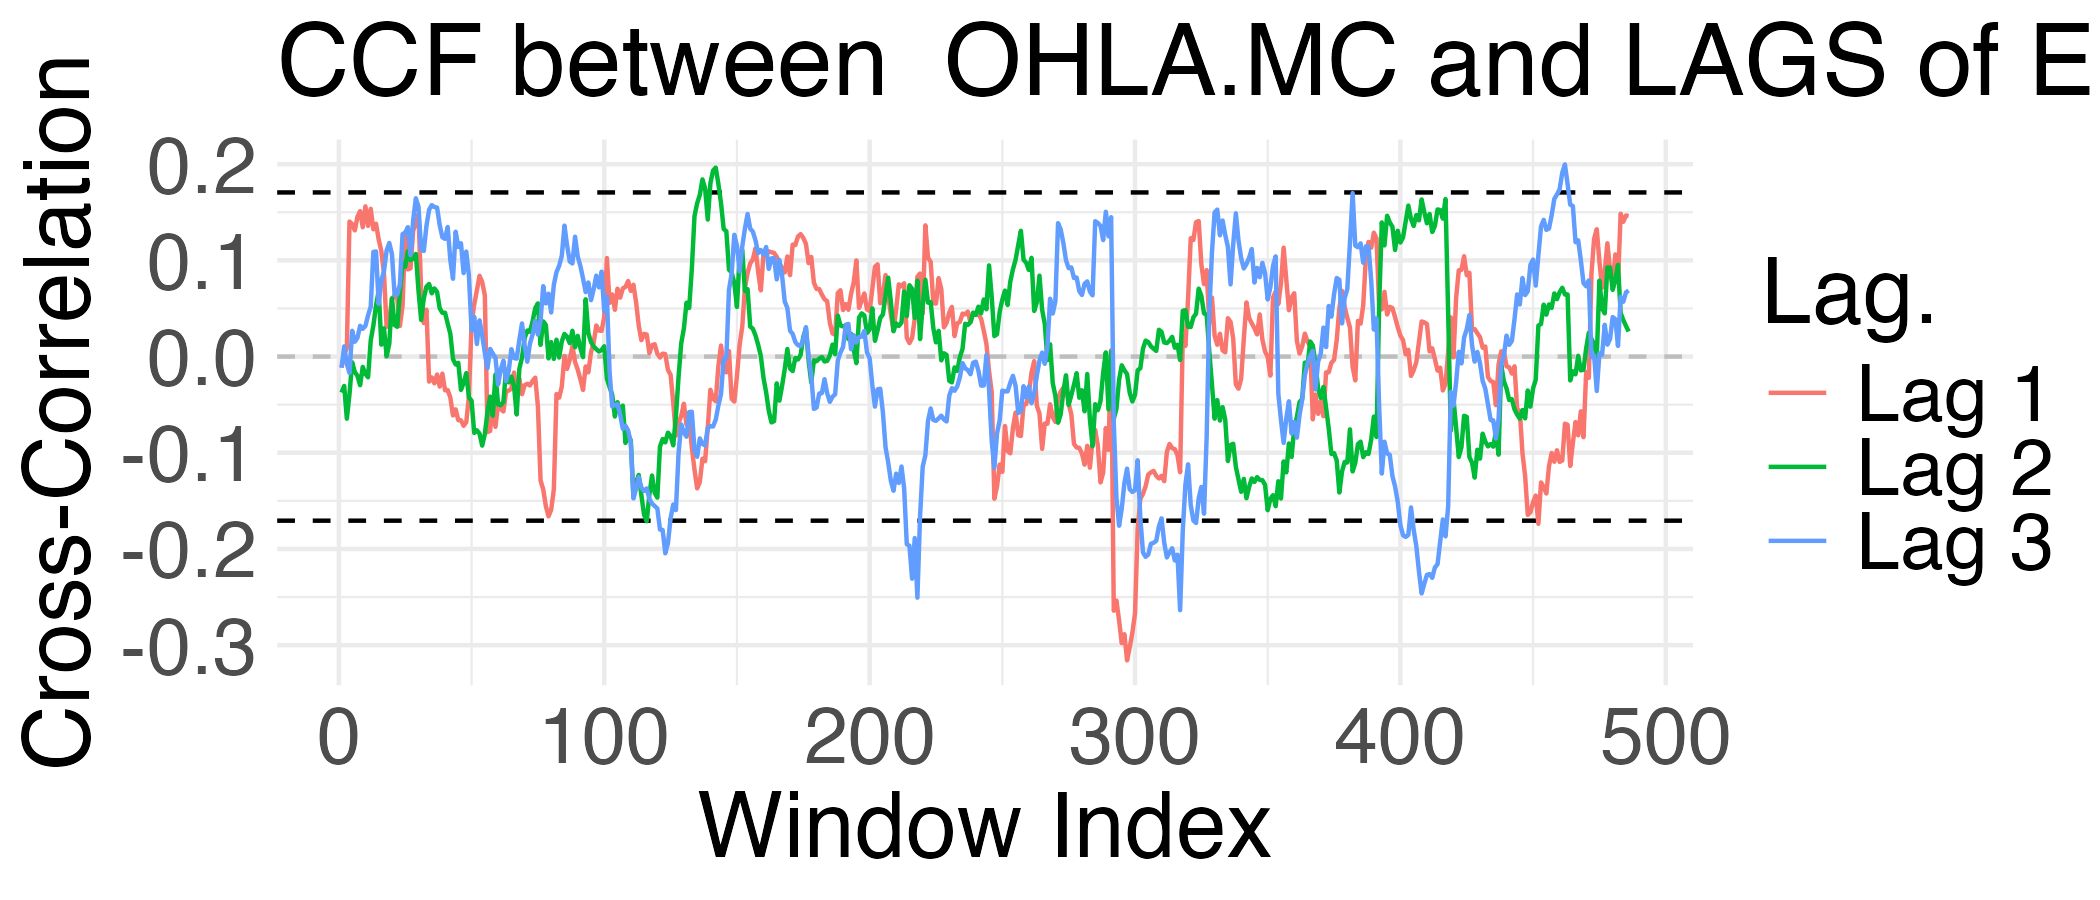 CCF between  OHLA.MC and LAGS of E
Cross-Correlation
0.2
0.1
0.0
-0.1
-0.2
-0.3
0 100 200 300 400 500
Window Index
Lag.
Lag 1
Lag 2
Lag 3